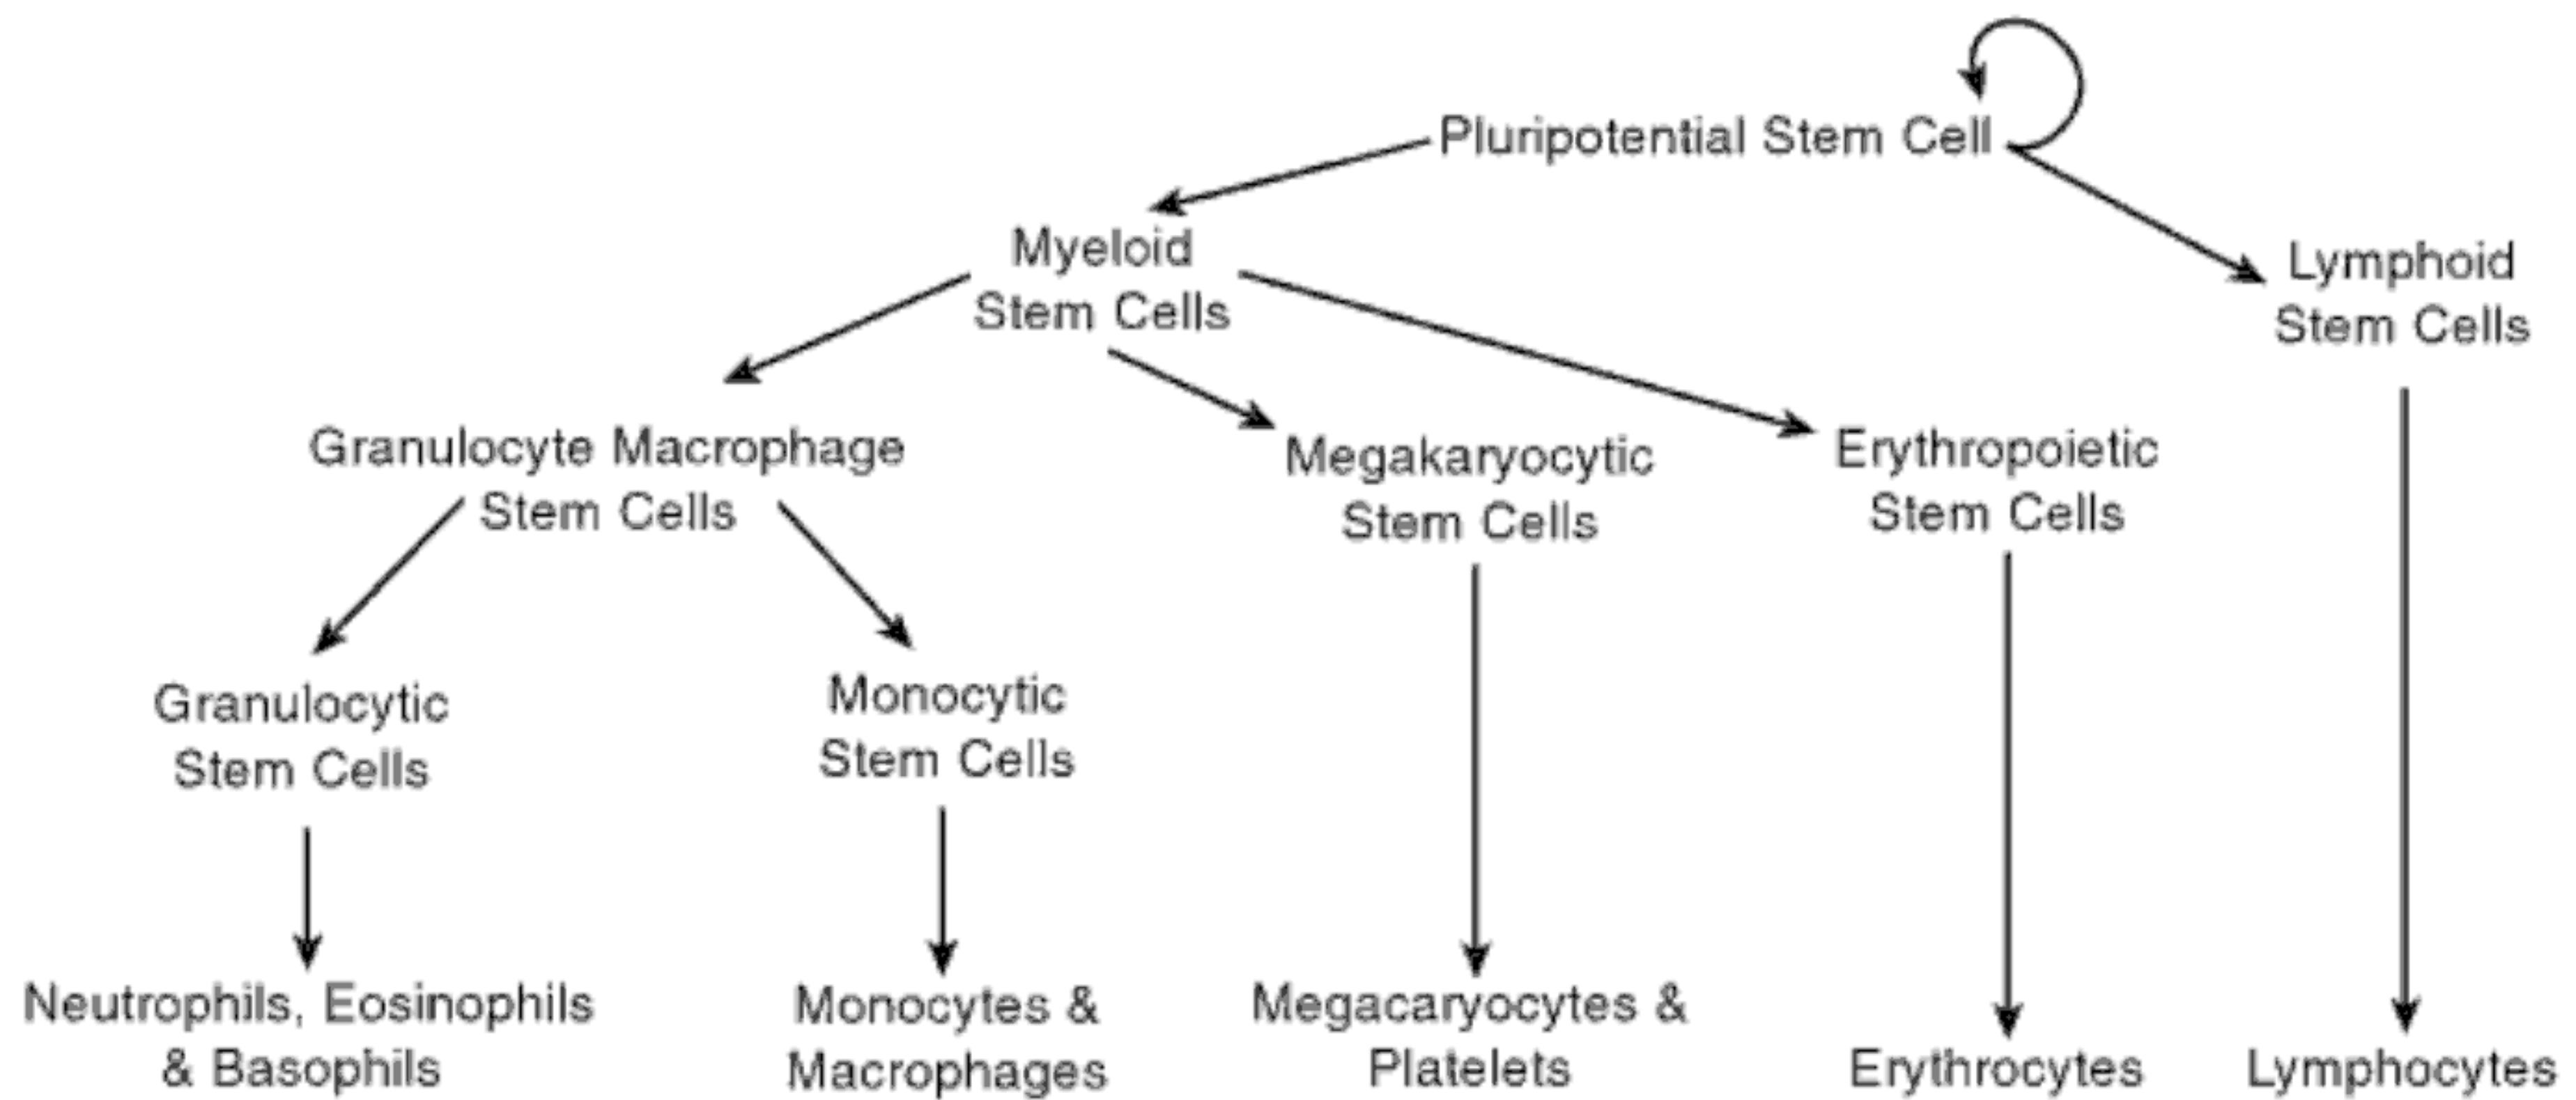 Pluripotential Stem Cell
Myeloid
Stem Cells
Lymphoid
Stem Cells
Granulocyte Macrophage
Stem Cells
Megakaryocytic
Stem Cells
Erythropoietic
Stem Cells
Granulocytic
Stem Cells
Monocytic
Stem Cells
Neutrophils, Eosinophils
& Basophils
Monocytes &
Macrophages
Megacaryocytes &
Platelets
Erythrocytes
Lymphocytes